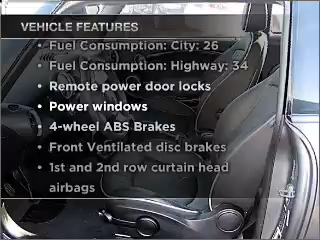 VEHICLE FEATURES
• Fuel Consumption: City: 26
• Fuel Consumption: Highway: 34
• Remote power door locks
• Power windows
• 4-wheel ABS Brakes
• Front Ventilated disc brakes
• 1st and 2nd row curtain head
airbags